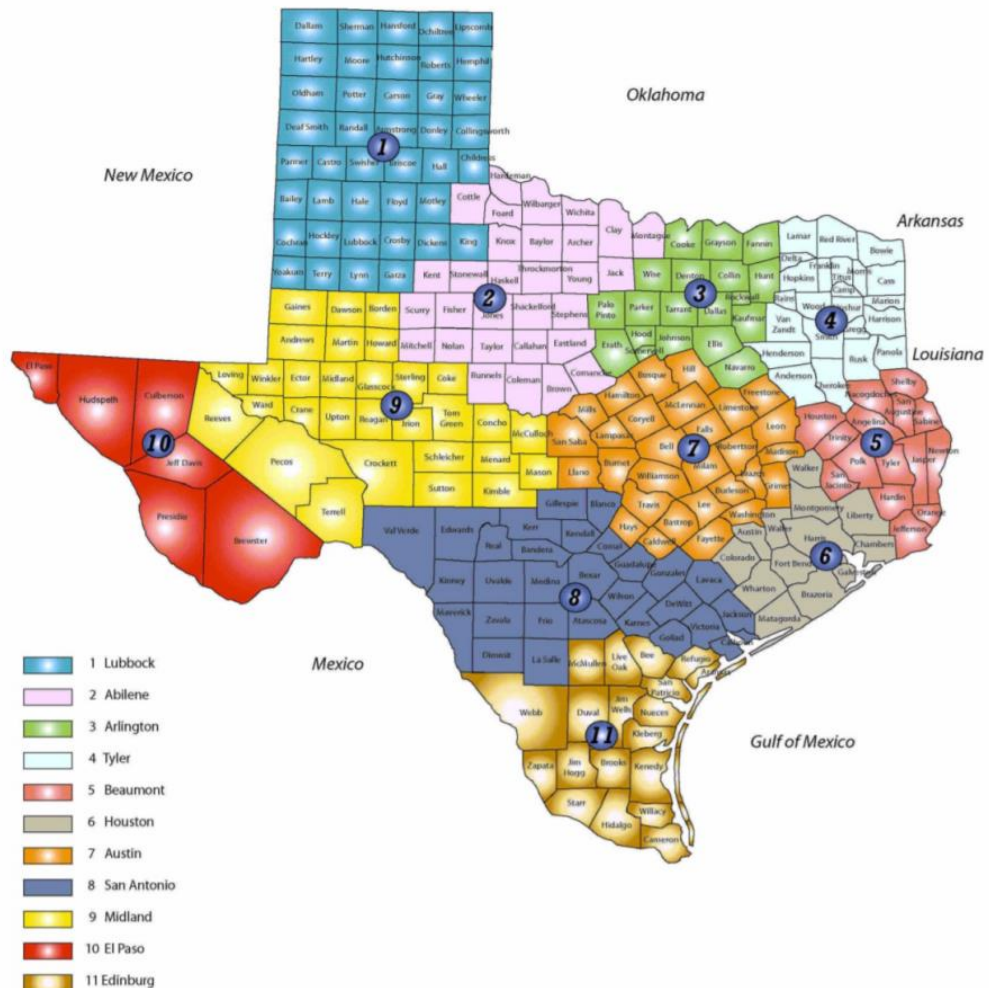 Dallam Sherman Hansford Ochiltree Lipscomb
Hartley Moore Hutchinson Roberts Hemphill
Oldham Potter Carson Gray Wheeler
Oklahoma
Deaf Smith Randall Armstrong Donley Collingsworth
1
New Mexico
Parmer Castro Swisher Briscoe Hall Childress
Hardeman
Bailey Lamb Hale Floyd Motley Cottle Foard Wilbarger Wichita
Arkansas
Clay Montague Cooke Grayson Fannin Lamar Red River Bowie
Cochran Hockley Lubbock Crosby Dickens King Knox Baylor Archer
Delta Franklin Titus Morris Cass
Yoakum Terry Lynn Garza Kent Stonewall Haskell Throckmorton Young Jack Wise Denton Collin Hunt Hopkins Camp
2
3
4
Gaines Dawson Borden Scurry Fisher Jones Shackelford Stephens Palo Pinto Parker Tarrant Dallas Rockwall Kaufman Rains Wood Upshur Marion
Van Zandt Smith Gregg Harrison
Andrews Martin Howard Mitchell Nolan Taylor Callahan Eastland Erath Hood Somervell Johnson Ellis
Henderson Rusk Panola
Louisiana
El Paso Hudspeth Culberson
Loving Winkler Ector Midland Glasscock Sterling Coke Runnels Coleman Brown Comanche Bosque Hill Navarro Anderson Cherokee
Nacogdoches Shelby San Augustine Sabine
Reeves Ward Crane Upton Reagan Irion Tom Green Concho McCulloch
9
Mills Hamilton Coryell McLennan Limestone Freestone Leon Houston Angelina
10
Jeff Davis
San Saba Lampasas Bell Falls Robertson Madison Trinity
7
5
Pecos Crockett Schleicher Menard Mason Llano Burnet Williamson Milam Brazos Grimes Walker Polk Tyler Jasper Newton
San Jacinto
Presidio Brewster Terrell Sutton Kimble Travis Burleson Lee Washington Montgomery Liberty Hardin Orange
Gillespie Blanco Hays Bastrop Caldwell Fayette Austin Waller Harris Chambers Jefferson
6
Val Verde Edwards Real Kerr Bandera Kendall Comal Guadalupe Gonzales Colorado Fort Bend Galveston
Kinney Uvalde Medina Bexar Wilson Lavaca Wharton Brazoria
8
Maverick Zavala Frio Atascosa Karnes DeWitt Jackson Matagorda
Victoria Goliad Calhoun
Dimmit La Salle McMullen Live Oak Bee Refugio Aransas
Mexico
San Patricio
Webb Duval Jim Wells Nueces
11
Kleberg
Gulf of Mexico
Zapata Jim Hogg Brooks Kenedy
Starr Hidalgo Willacy
Cameron
1 Lubbock
2 Abilene
3 Arlington
4 Tyler
5 Beaumont
6 Houston
7 Austin
8 San Antonio
9 Midland
10 El Paso
11 Edinburg